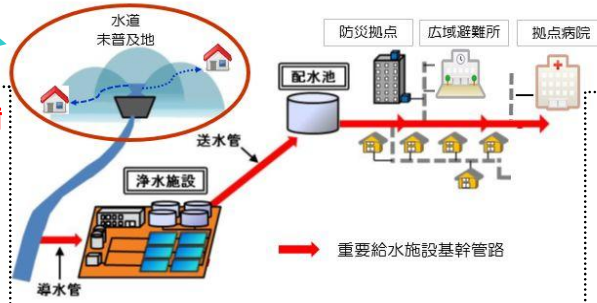 水道
未普及地
防災拠点
広域避難所
拠点病院
配水池
送水管
浄水施設
導水管
重要給水施設基幹管路